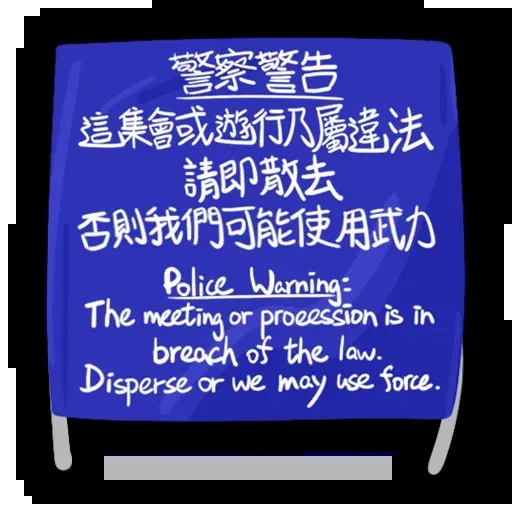 警察警告
這集會或遊行乃屬違法
請即散去
否則我們可能使用武力
Police Warning:
The meeting or proeession is in
breach of the law.
Disperse or we may use force.